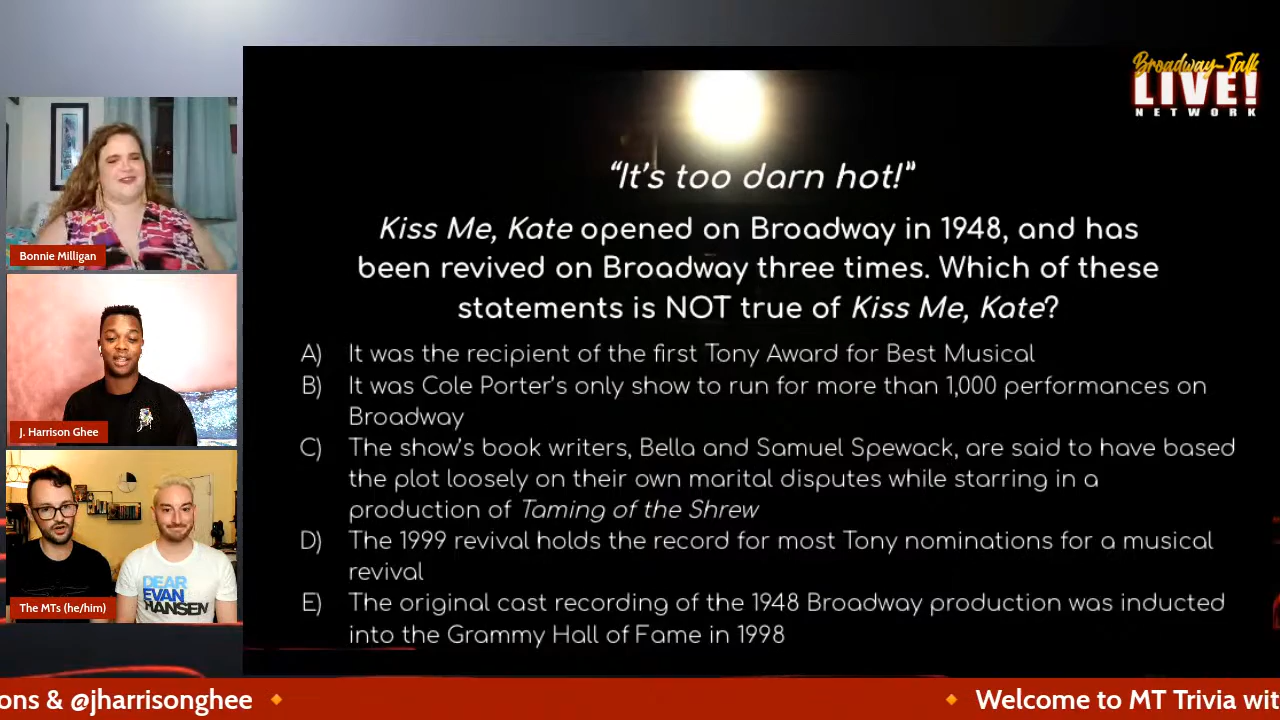 Broadway-Talk
LIVE!
NETWORK
“It’s too darn hot!”
Kiss Me, Kate opened on Broadway in 1948, and has
been revived on Broadway three times. Which of these
statements is NOT true of Kiss Me, Kate?
A) It was the recipient of the first Tony Award for Best Musical
B) It was Cole Porter’s only show to run for more than 1,000 performances on
Broadway
C) The show’s book writers, Bella and Samuel Spewack, are said to have based
the plot loosely on their own marital disputes while starring in a
production of Taming of the Shrew
D) The 1999 revival holds the record for most Tony nominations for a musical
revival
E) The original cast recording of the 1948 Broadway production was inducted
into the Grammy Hall of Fame in 1998
Bonnie Milligan
J. Harrison Ghee
DEAR
EVAN
HANSEN
The MTs (he/him)
ons & @jharrisonghee 🔸 🔸 Welcome to MT Trivia wit